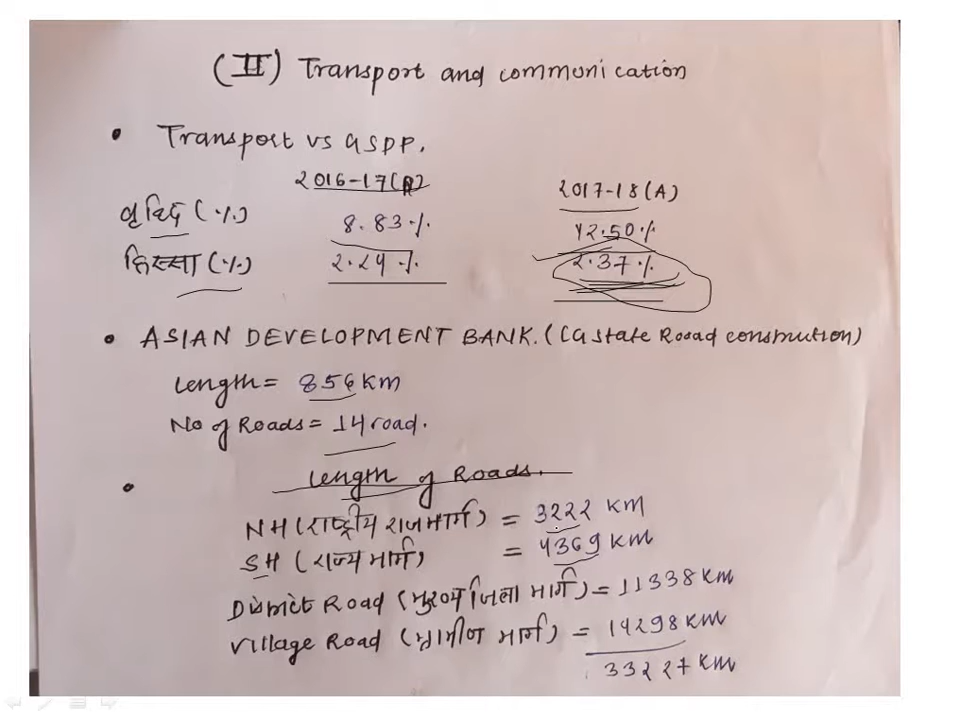 (II) Transport and communication
• Transport vs GSDP.
2016-17(R) 2017-18(A)
वृद्धि (%) 8.83% 12.50%
हिस्सा (%) 2.24% 2.37%
• ASIAN DEVELOPMENT BANK. (CG State Road construction)
Length = 856 KM
No of Roads = 14 road.
• Length of Roads.
NH (राष्ट्रीय राजमार्ग) = 3222 KM
SH (राज्य मार्ग) = 4369 KM
District Road (मुख्य जिला मार्ग) = 11338 KM
Village Road (ग्रामीण मार्ग) = 14298 KM
33227 KM